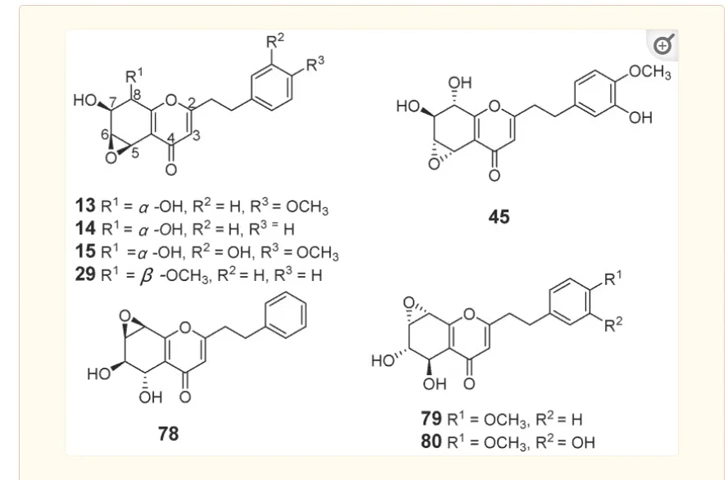 R¹
R²
R³
HO
7
8
O
2
6
5
4
3
O
O
OH
HO
O
OCH₃
OH
O
O
13 R¹ = α -OH, R² = H, R³ = OCH₃
14 R¹ = α -OH, R² = H, R³ = H
15 R¹ =α -OH, R² = OH, R³ = OCH₃
29 R¹ = β -OCH₃, R² = H, R³ = H
45
O
O
HO
OH
O
78
O
O
R¹
R²
HO
OH
O
79 R¹ = OCH₃, R² = H
80 R¹ = OCH₃, R² = OH